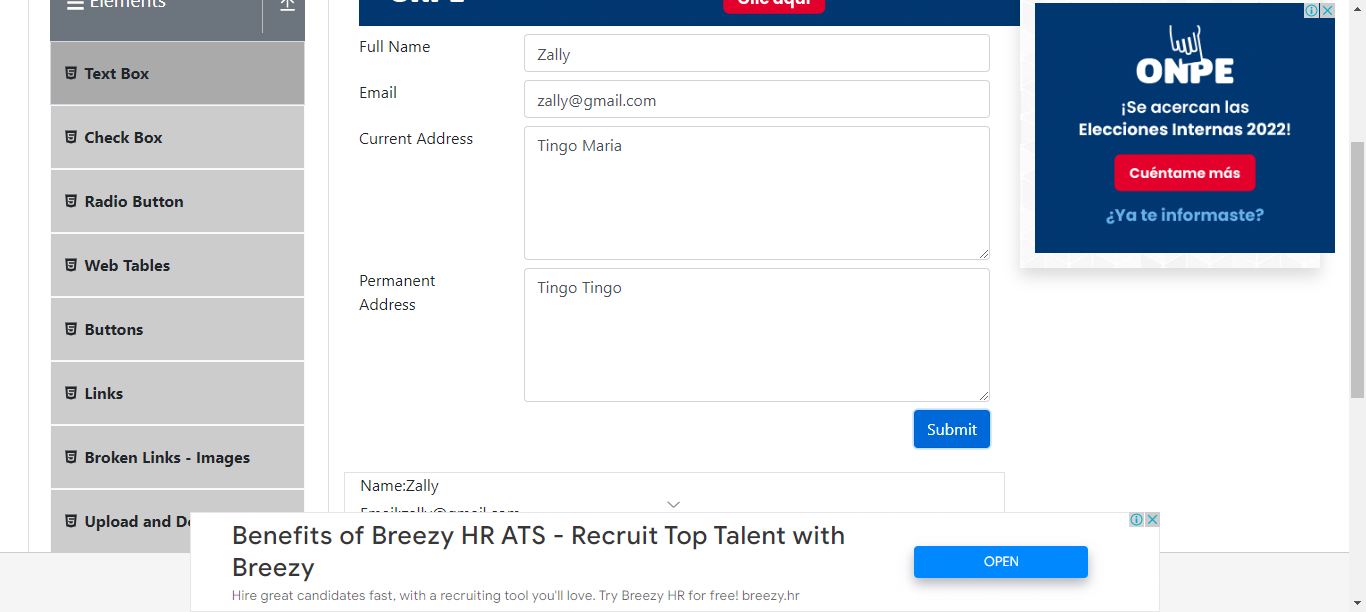 Elements
ONPE
Clic aquí
Text Box
Check Box
Radio Button
Web Tables
Buttons
Links
Broken Links - Images
Upload and Do
Full Name
Zally
Email
zally@gmail.com
Current Address
Tingo Maria
Permanent
Address
Tingo Tingo
Submit
Name:Zally
Email:zally@gmail.com
ONPE
¡Se acercan las
Elecciones Internas 2022!
Cuéntame más
¿Ya te informaste?
Benefits of Breezy HR ATS - Recruit Top Talent with
Breezy
Hire great candidates fast, with a recruiting tool you'll love. Try Breezy HR for free! breezy.hr
OPEN